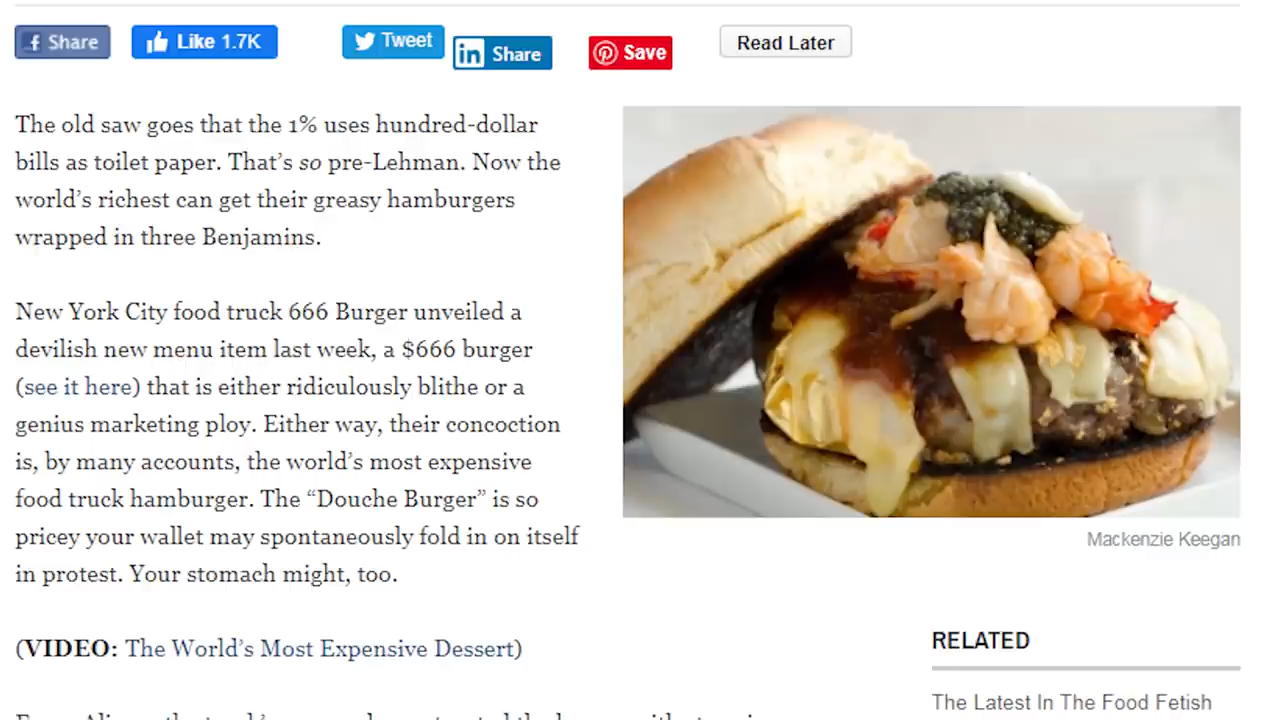 Share
Like 1.7K
Tweet
in Share
Save
Read Later
The old saw goes that the 1% uses hundred-dollar
bills as toilet paper. That’s so pre-Lehman. Now the
world’s richest can get their greasy hamburgers
wrapped in three Benjamins.
New York City food truck 666 Burger unveiled a
devilish new menu item last week, a $666 burger
(see it here) that is either ridiculously blithe or a
genius marketing ploy. Either way, their concoction
is, by many accounts, the world’s most expensive
food truck hamburger. The “Douche Burger” is so
pricey your wallet may spontaneously fold in on itself
in protest. Your stomach might, too.
Mackenzie Keegan
(VIDEO: The World’s Most Expensive Dessert)
RELATED
The Latest In The Food Fetish